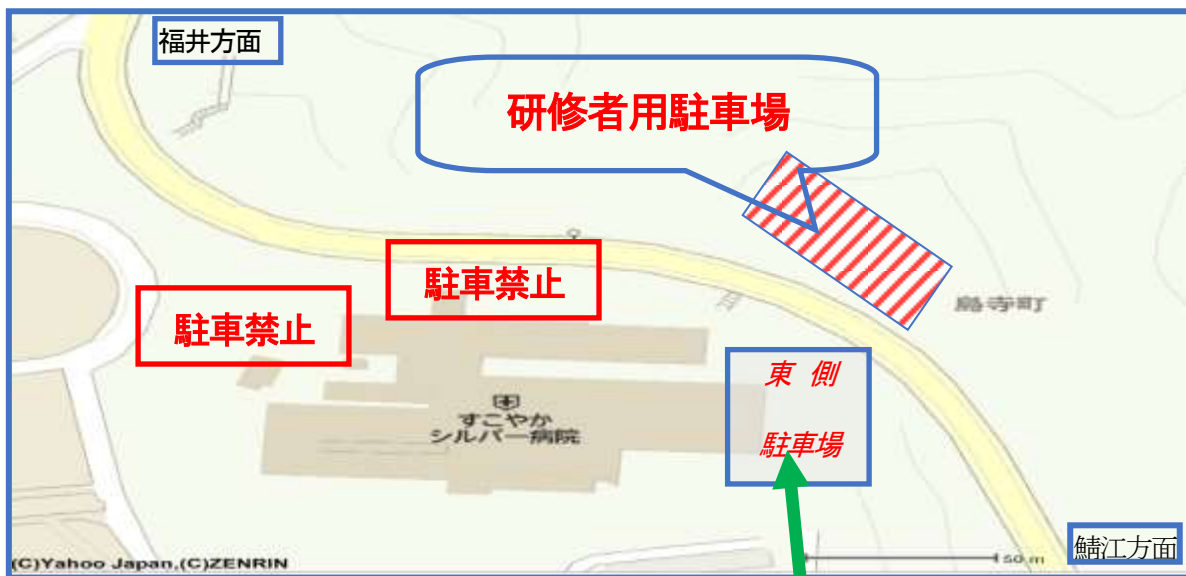 福井方面
研修者用駐車場
駐車禁止
駐車禁止
島寺町
東 側
駐車場
すこやか
シルバー病院
鯖江方面
50 m
(C)Yahoo Japan,(C)ZENRIN